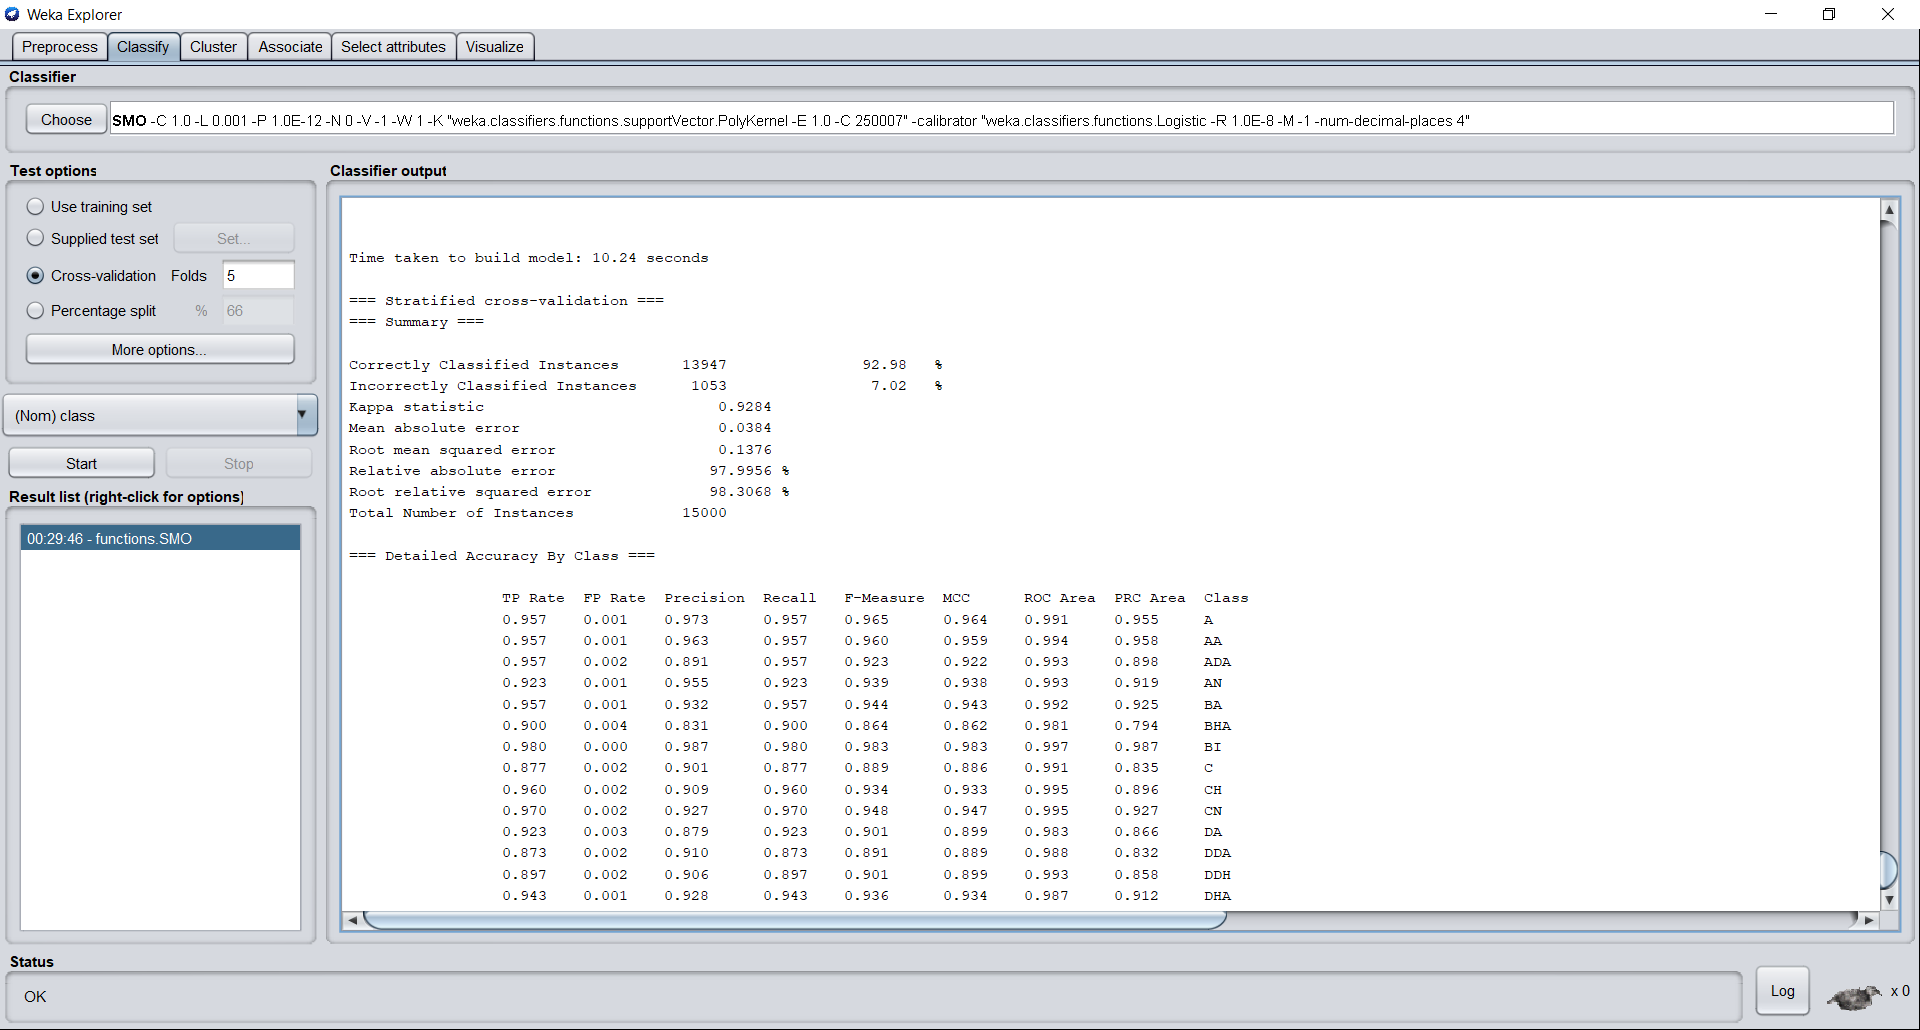 Weka Explorer
Preprocess Classify Cluster Associate Select attributes Visualize
Classifier
Choose SMO -C 1.0 -L 0.001 -P 1.0E-12 -N 0 -V -1 -W 1 -K "weka.classifiers.functions.supportVector.PolyKernel -E 1.0 -C 250007" -calibrator "weka.classifiers.functions.Logistic -R 1.0E-8 -M -1 -num-decimal-places 4"
Test options
Use training set
Supplied test set Set...
Cross-validation Folds 5
Percentage split % 66
More options...
(Nom) class
Start Stop
Result list (right-click for options)
00:29:46 - functions.SMO
Classifier output
Time taken to build model: 10.24 seconds
=== Stratified cross-validation ===
=== Summary ===
Correctly Classified Instances 13947 92.98 %
Incorrectly Classified Instances 1053 7.02 %
Kappa statistic 0.9284
Mean absolute error 0.0384
Root mean squared error 0.1376
Relative absolute error 97.9956 %
Root relative squared error 98.3068 %
Total Number of Instances 15000
=== Detailed Accuracy By Class ===
TP Rate FP Rate Precision Recall F-Measure MCC ROC Area PRC Area Class
0.957 0.001 0.973 0.957 0.965 0.964 0.991 0.955 A
0.957 0.001 0.963 0.957 0.960 0.959 0.994 0.958 AA
0.957 0.002 0.891 0.957 0.923 0.922 0.993 0.898 ADA
0.923 0.001 0.955 0.923 0.939 0.938 0.993 0.919 AN
0.957 0.001 0.932 0.957 0.944 0.943 0.992 0.925 BA
0.900 0.004 0.831 0.900 0.864 0.862 0.981 0.794 BHA
0.980 0.000 0.987 0.980 0.983 0.983 0.997 0.987 BI
0.877 0.002 0.901 0.877 0.889 0.886 0.991 0.835 C
0.960 0.002 0.909 0.960 0.934 0.933 0.995 0.896 CH
0.970 0.002 0.927 0.970 0.948 0.947 0.995 0.927 CN
0.923 0.003 0.879 0.923 0.901 0.899 0.983 0.866 DA
0.873 0.002 0.910 0.873 0.891 0.889 0.988 0.832 DDA
0.897 0.002 0.906 0.897 0.901 0.899 0.993 0.858 DDH
0.943 0.001 0.928 0.943 0.936 0.934 0.987 0.912 DHA
Status
OK
Log x 0